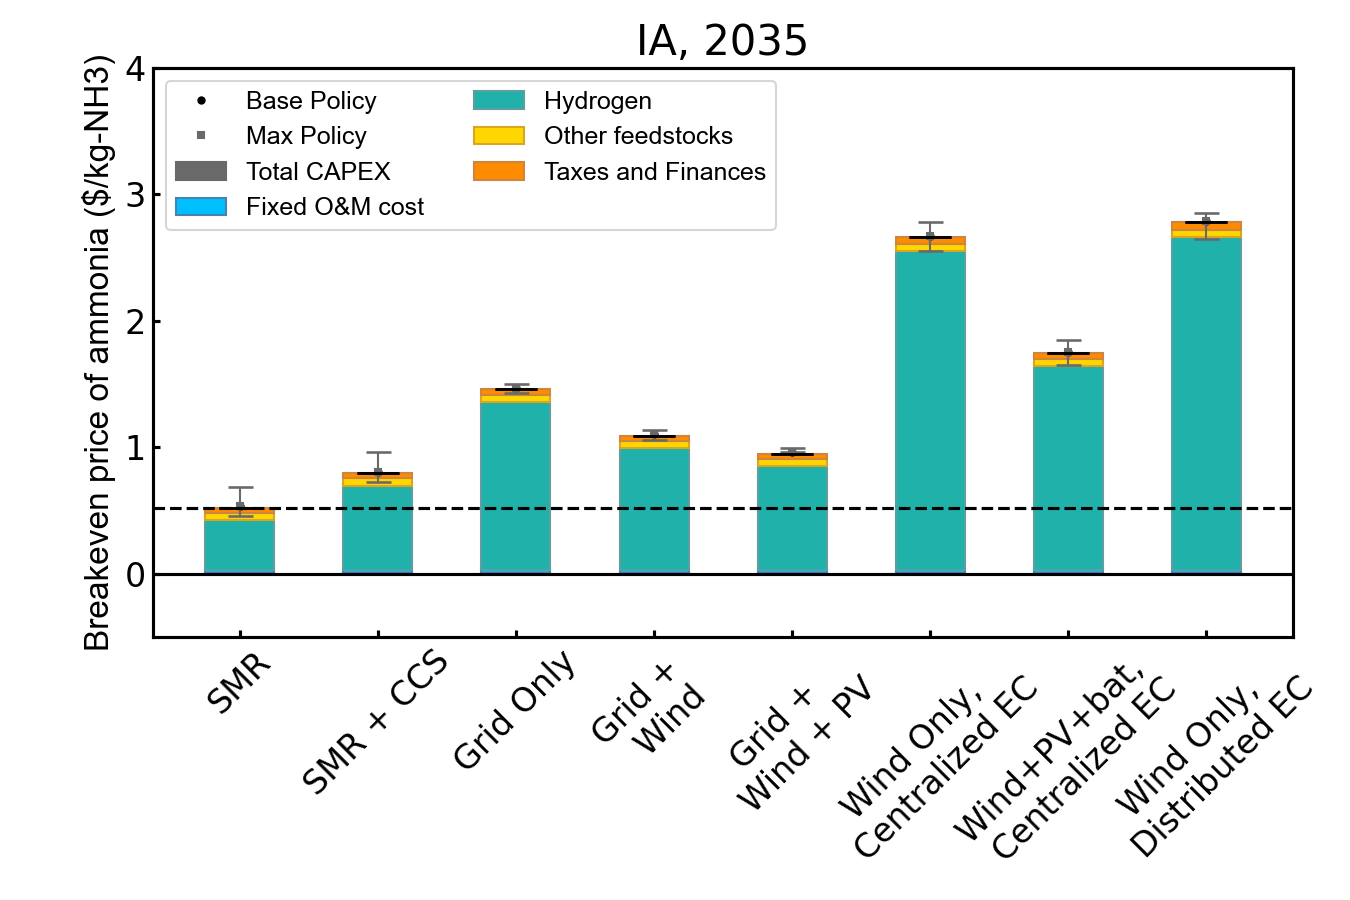 IA, 2035
Breakeven price of ammonia ($/kg-NH3)
4
3
2
1
0
Base Policy
Max Policy
Total CAPEX
Fixed O&M cost
Hydrogen
Other feedstocks
Taxes and Finances
SMR
SMR + CCS
Grid Only
Grid +
Wind
Grid +
Wind + PV
Wind Only,
Centralized EC
Wind+PV+bat,
Centralized EC
Wind Only,
Distributed EC